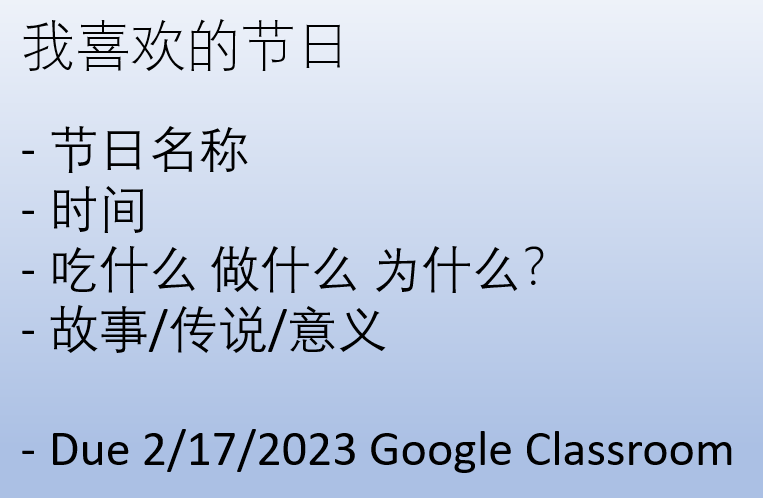 我喜欢的节日
- 节日名称
- 时间
- 吃什么 做什么 为什么?
- 故事/传说/意义
- Due 2/17/2023 Google Classroom